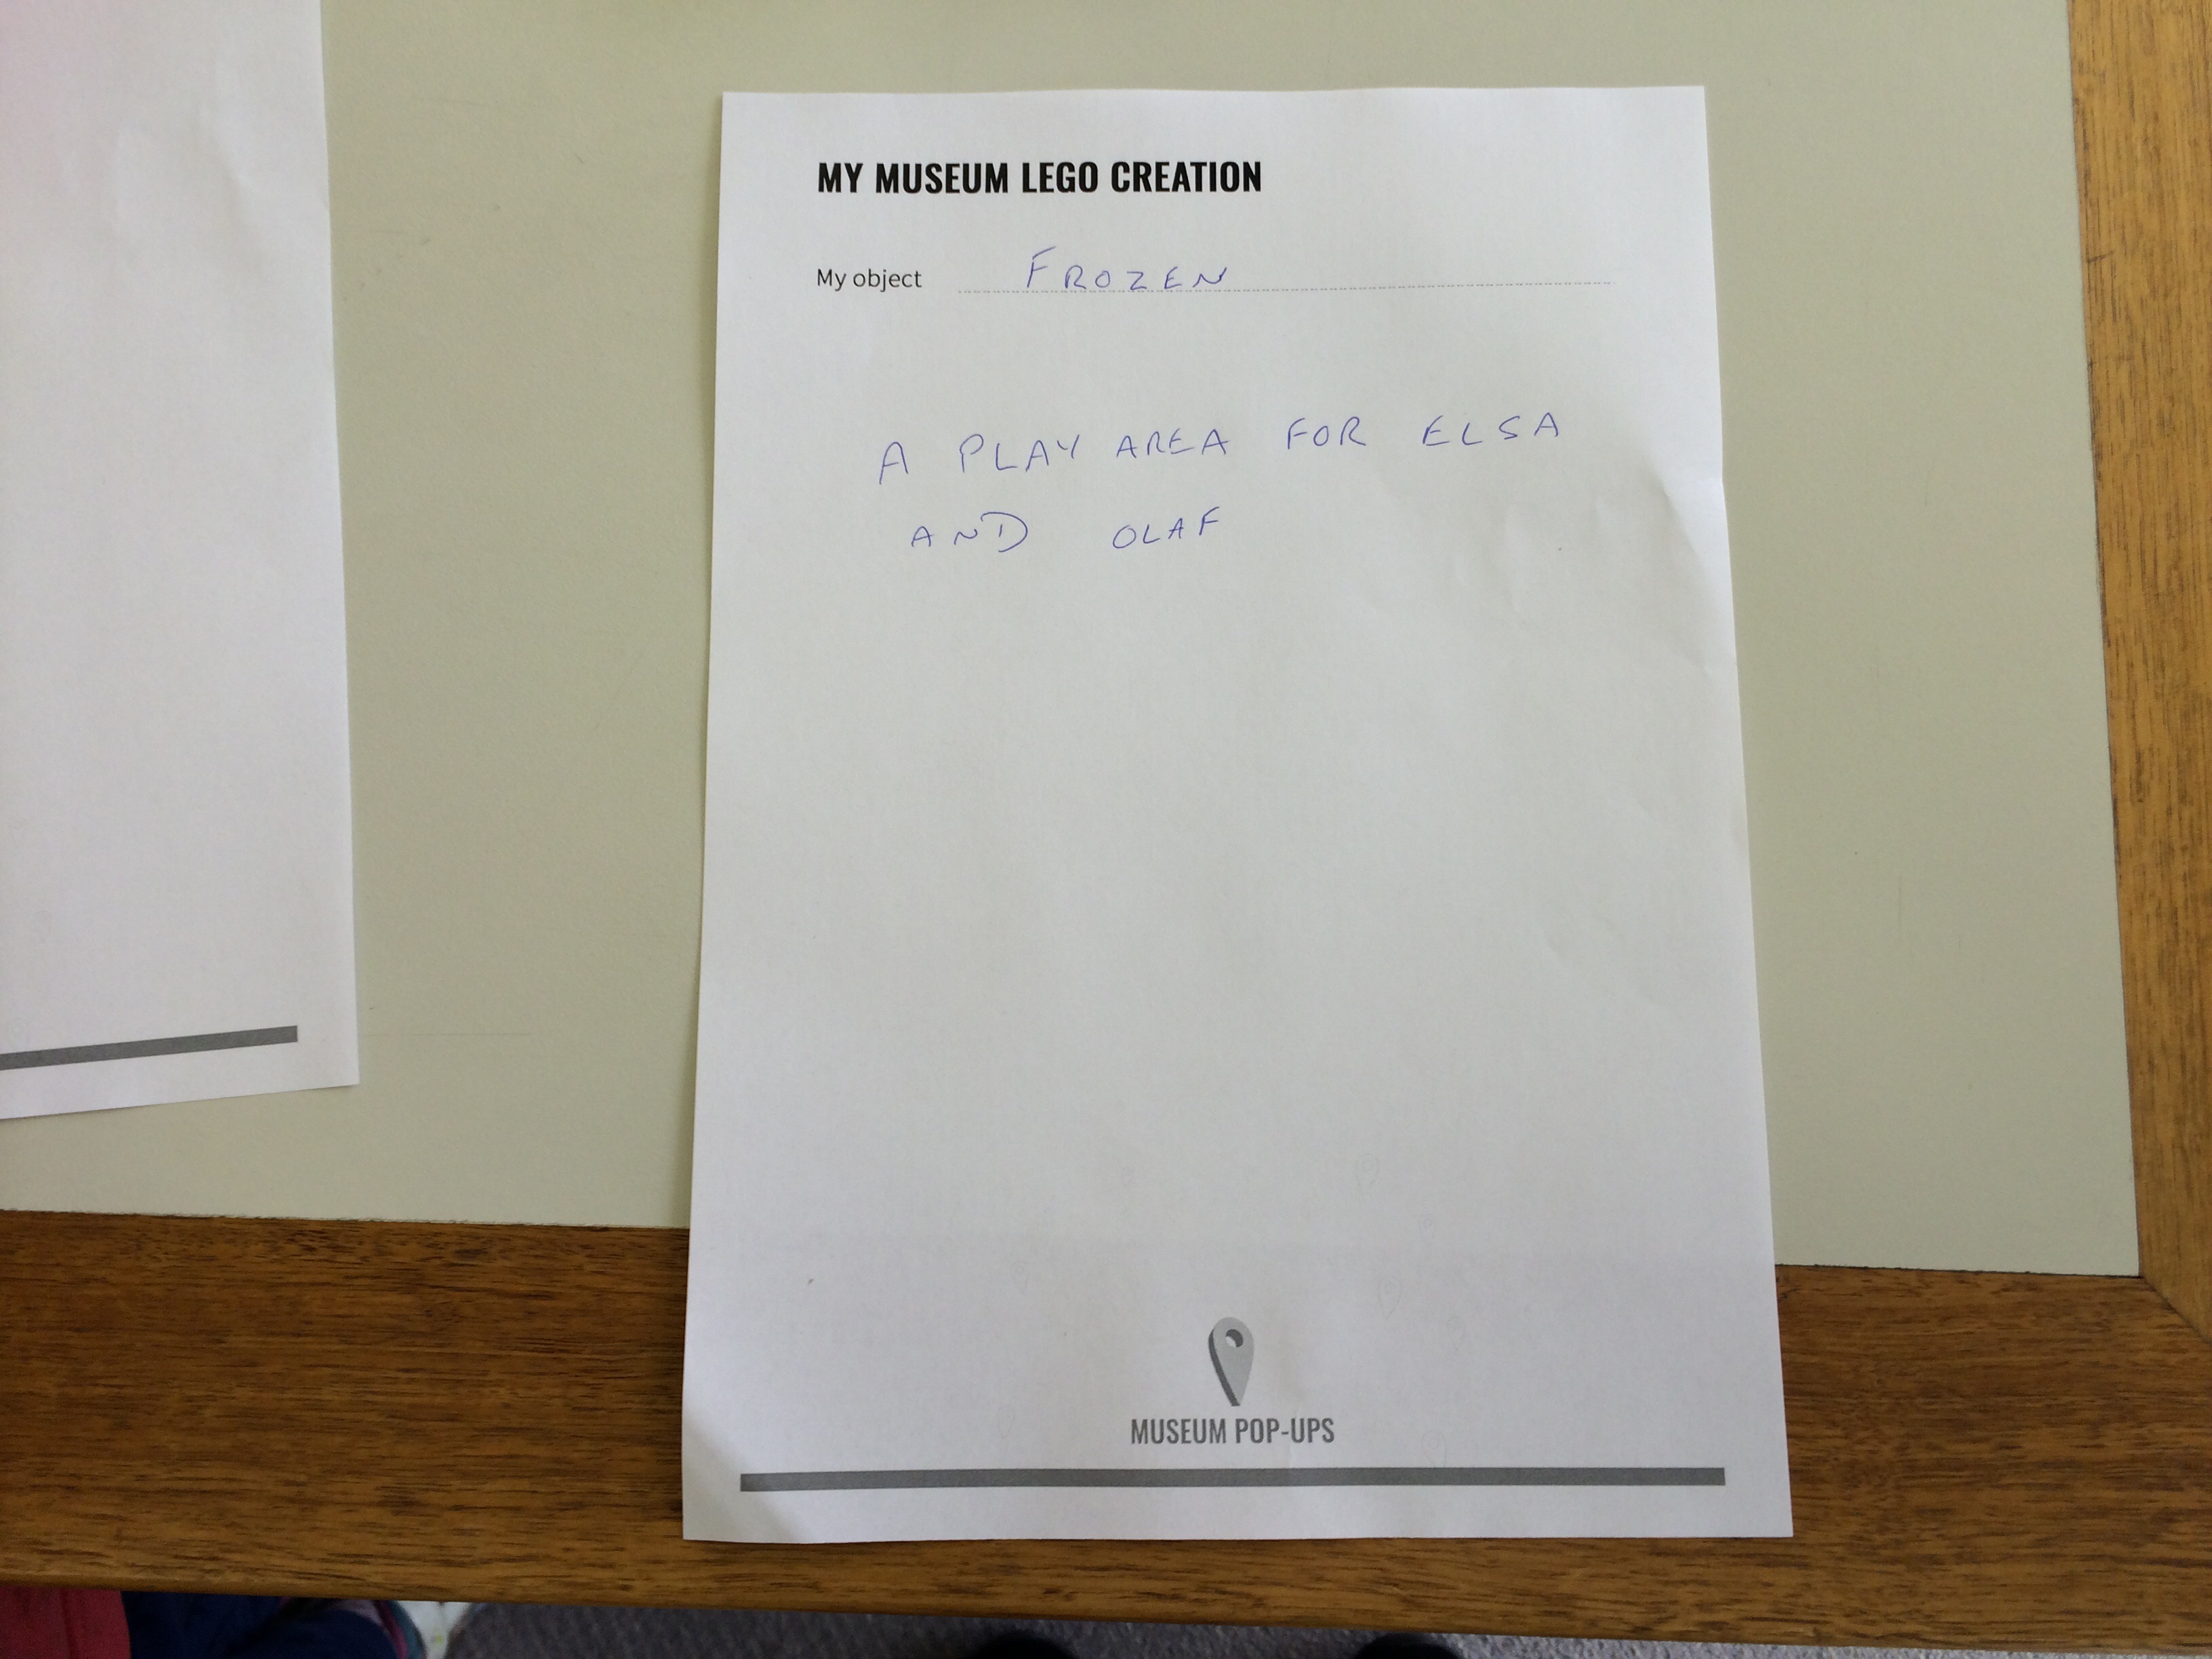 MY MUSEUM LEGO CREATION
My object FROZEN
A PLAY AREA FOR ELSA
AND OLAF
MUSEUM POP-UPS